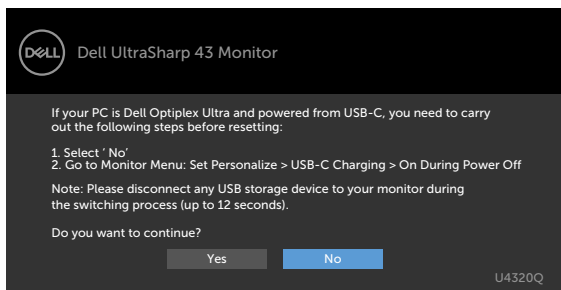 DELL
Dell UltraSharp 43 Monitor
If your PC is Dell Optiplex Ultra and powered from USB-C, you need to carry
out the following steps before resetting:
1. Select ‘ No’
2. Go to Monitor Menu: Set Personalize > USB-C Charging > On During Power Off
Note: Please disconnect any USB storage device to your monitor during
the switching process (up to 12 seconds).
Do you want to continue?
Yes No
U4320Q